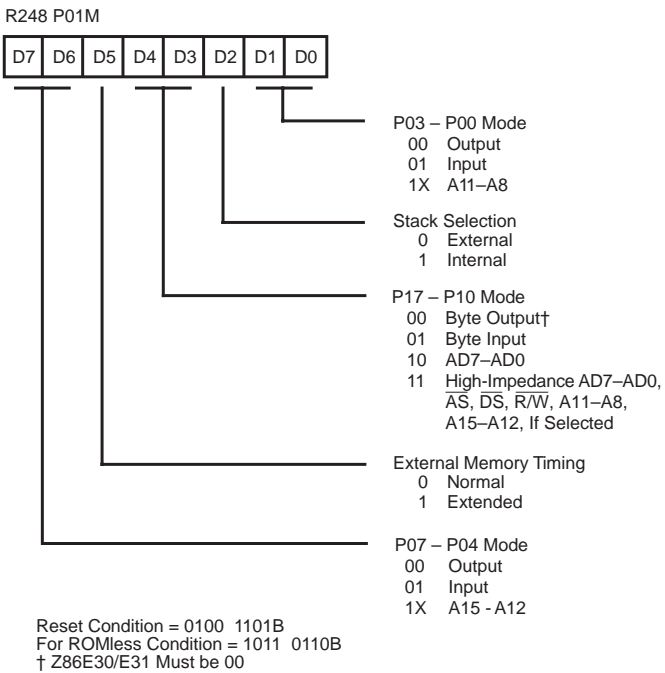 R248 P01M
D7 D6 D5 D4 D3 D2 D1 D0
P03 – P00 Mode
00 Output
01 Input
1X A11–A8
Stack Selection
0 External
1 Internal
P17 – P10 Mode
00 Byte Output†
01 Byte Input
10 AD7–AD0
11 High-Impedance AD7–AD0,
AS, DS, R/W, A11–A8,
A15–A12, If Selected
External Memory Timing
0 Normal
1 Extended
P07 – P04 Mode
00 Output
01 Input
1X A15 - A12
Reset Condition = 0100 1101B
For ROMless Condition = 1011 0110B
† Z86E30/E31 Must be 00